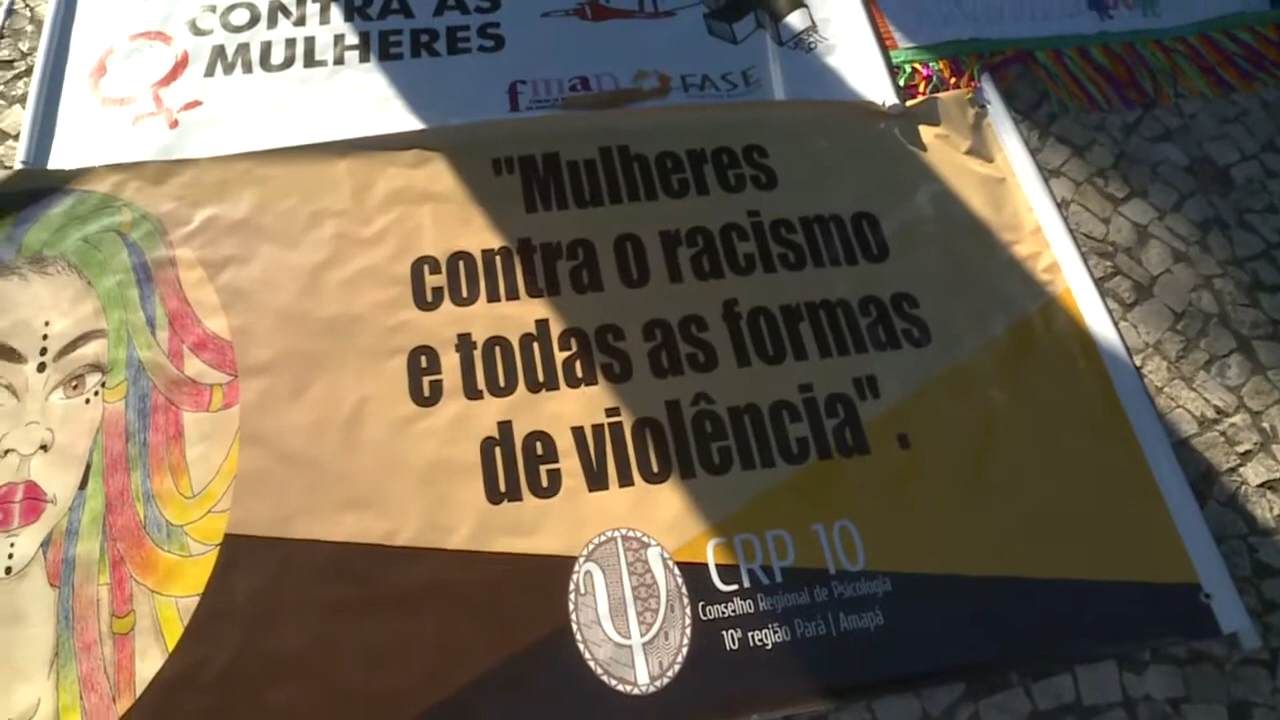 CONTRA AS
MULHERES
fmap
FASE
"Mulheres
contra o racismo
e todas as formas
de violência".
CRP 10
Conselho Regional de Psicologia
10ª região Pará | Amapá